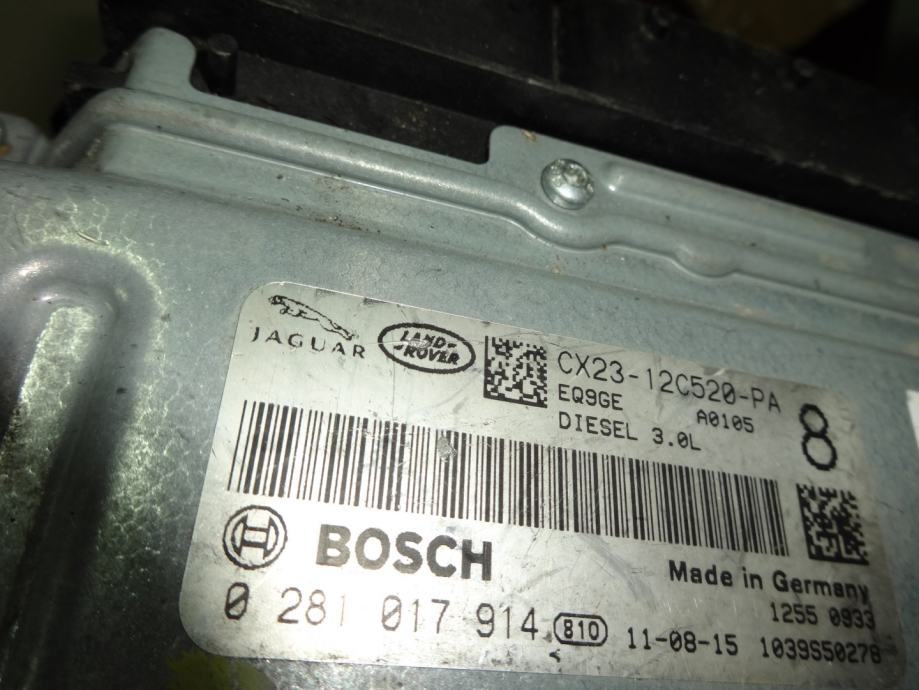 JAGUAR
LAND-
ROVER
CX23-12C520-PA
EQ9GE A0105
DIESEL 3.0L
8
BOSCH
Made in Germany
1255 0933
0 281 017 914 810 11-08-15 1039S50278